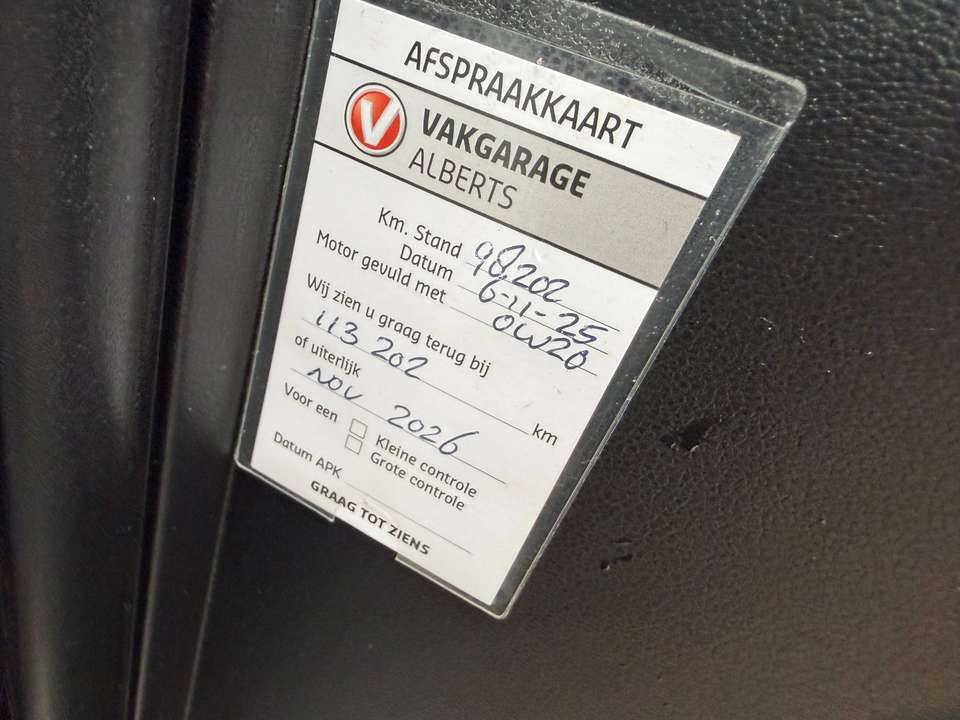 AFSPRAAKKAART
V VAKGARAGE
ALBERTS
Km. Stand 98,202
Datum 6-11-25
Motor gevuld met 0W20
Wij zien u graag terug bij
113 202 km
of uiterlijk
nov 2026
Voor een Kleine controle
Grote controle
Datum APK
GRAAG TOT ZIENS